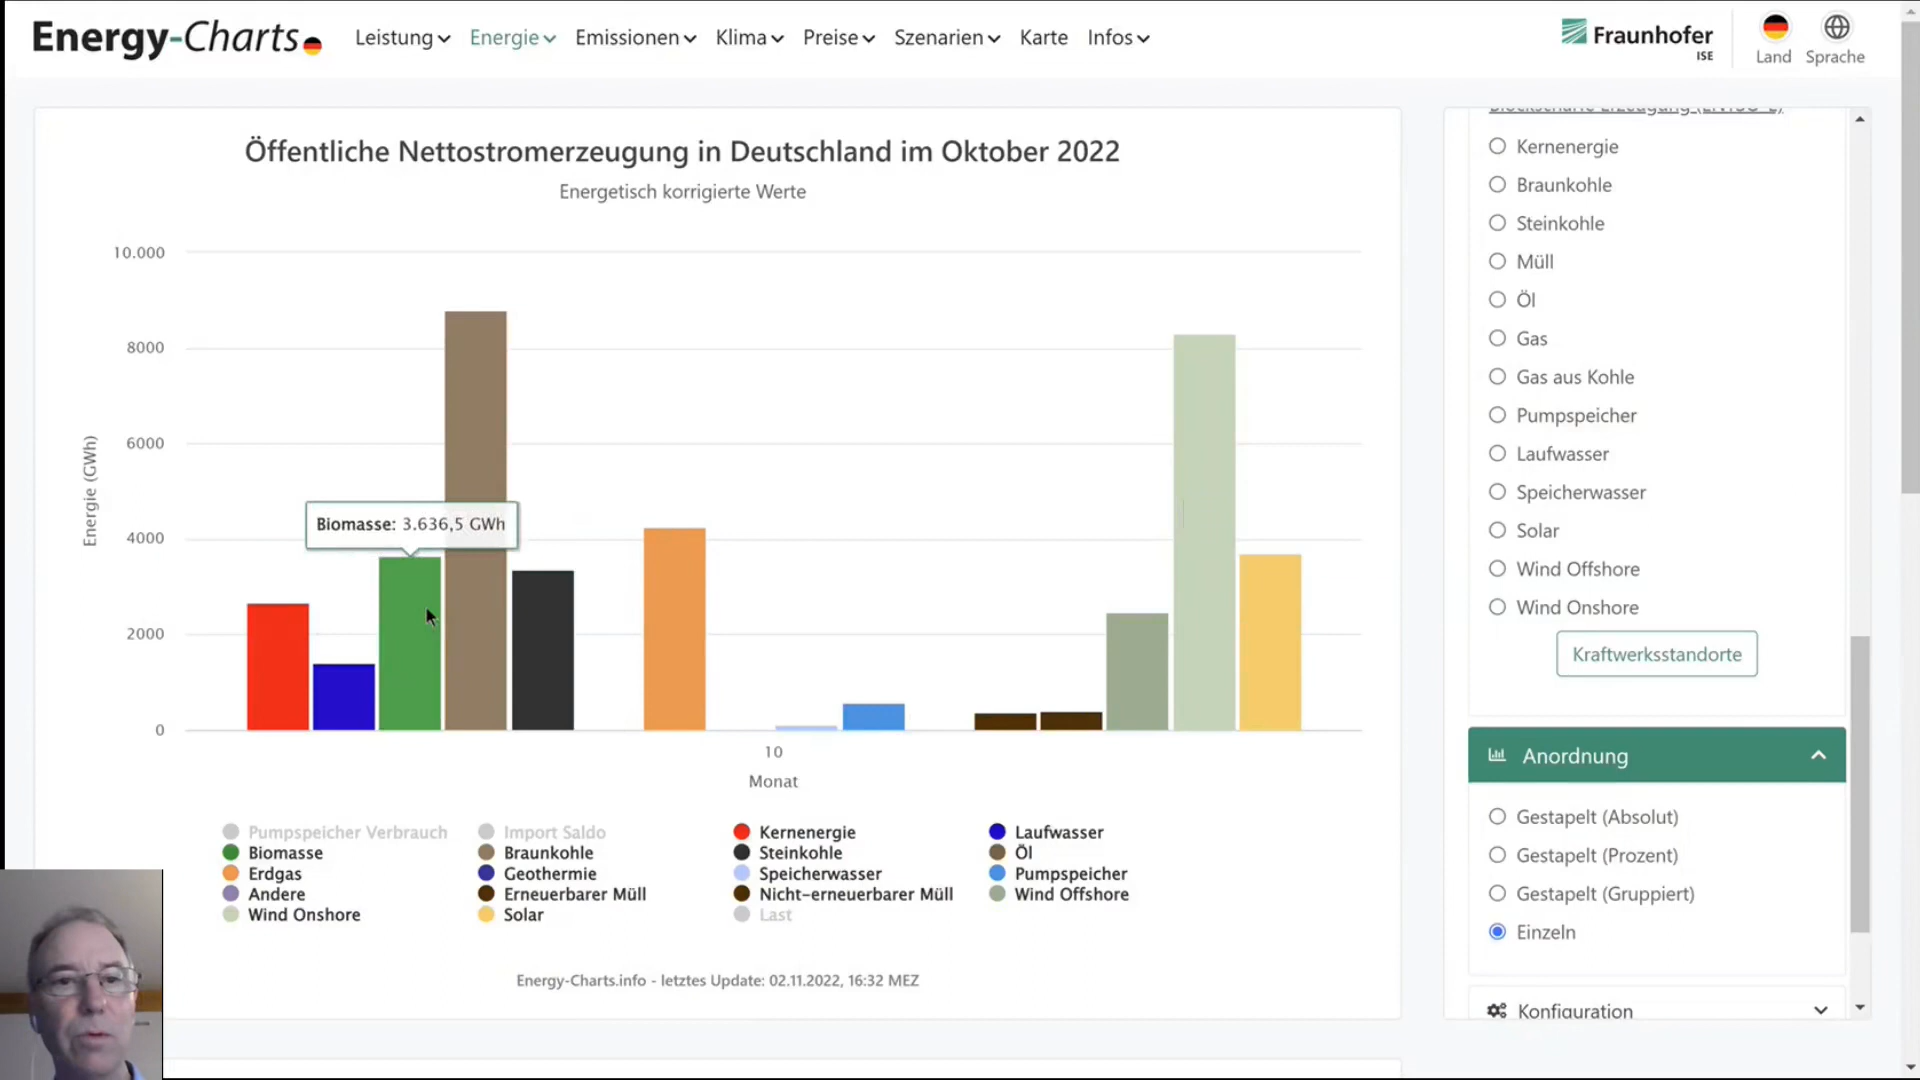 Energy-Charts
Leistung
Energie
Emissionen
Klima
Preise
Szenarien
Karte
Infos
Fraunhofer
ISE
Land
Sprache
Öffentliche Nettostromerzeugung in Deutschland im Oktober 2022
Energetisch korrigierte Werte
Energie (GWh)
10.000
8000
6000
4000
2000
0
Biomasse: 3.636,5 GWh
10
Monat
Pumpspeicher Verbrauch
Import Saldo
Kernenergie
Laufwasser
Biomasse
Braunkohle
Steinkohle
Öl
Erdgas
Geothermie
Speicherwasser
Pumpspeicher
Andere
Erneuerbarer Müll
Nicht-erneuerbarer Müll
Wind Offshore
Wind Onshore
Solar
Last
Energy-Charts.info - letztes Update: 02.11.2022, 16:32 MEZ
Kernenergie
Braunkohle
Steinkohle
Müll
Öl
Gas
Gas aus Kohle
Pumpspeicher
Laufwasser
Speicherwasser
Solar
Wind Offshore
Wind Onshore
Kraftwerksstandorte
Anordnung
Gestapelt (Absolut)
Gestapelt (Prozent)
Gestapelt (Gruppiert)
Einzeln
Konfiguration